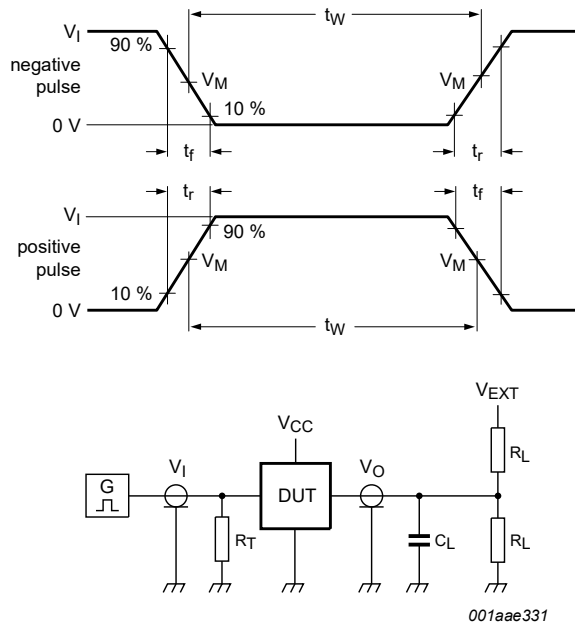 V_I
t_W
90 %
negative
pulse
V_M
V_M
10 %
0 V
t_f
t_r
t_r
t_f
V_I
90 %
positive
pulse
V_M
V_M
10 %
0 V
t_W
V_EXT
V_CC
R_L
V_I
V_O
G
DUT
R_T
C_L
R_L
001aae331